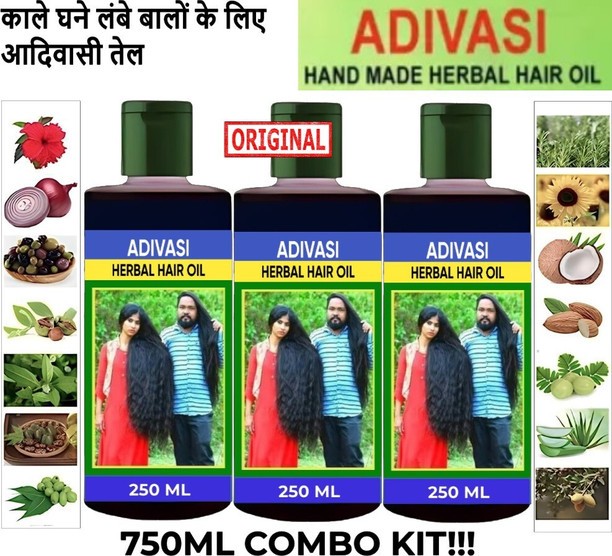 काले घने लंबे बालों के लिए
आदिवासी तेल
ADIVASI
HAND MADE HERBAL HAIR OIL
ORIGINAL
ADIVASI
HERBAL HAIR OIL
250 ML
ADIVASI
HERBAL HAIR OIL
250 ML
ADIVASI
HERBAL HAIR OIL
250 ML
750ML COMBO KIT!!!